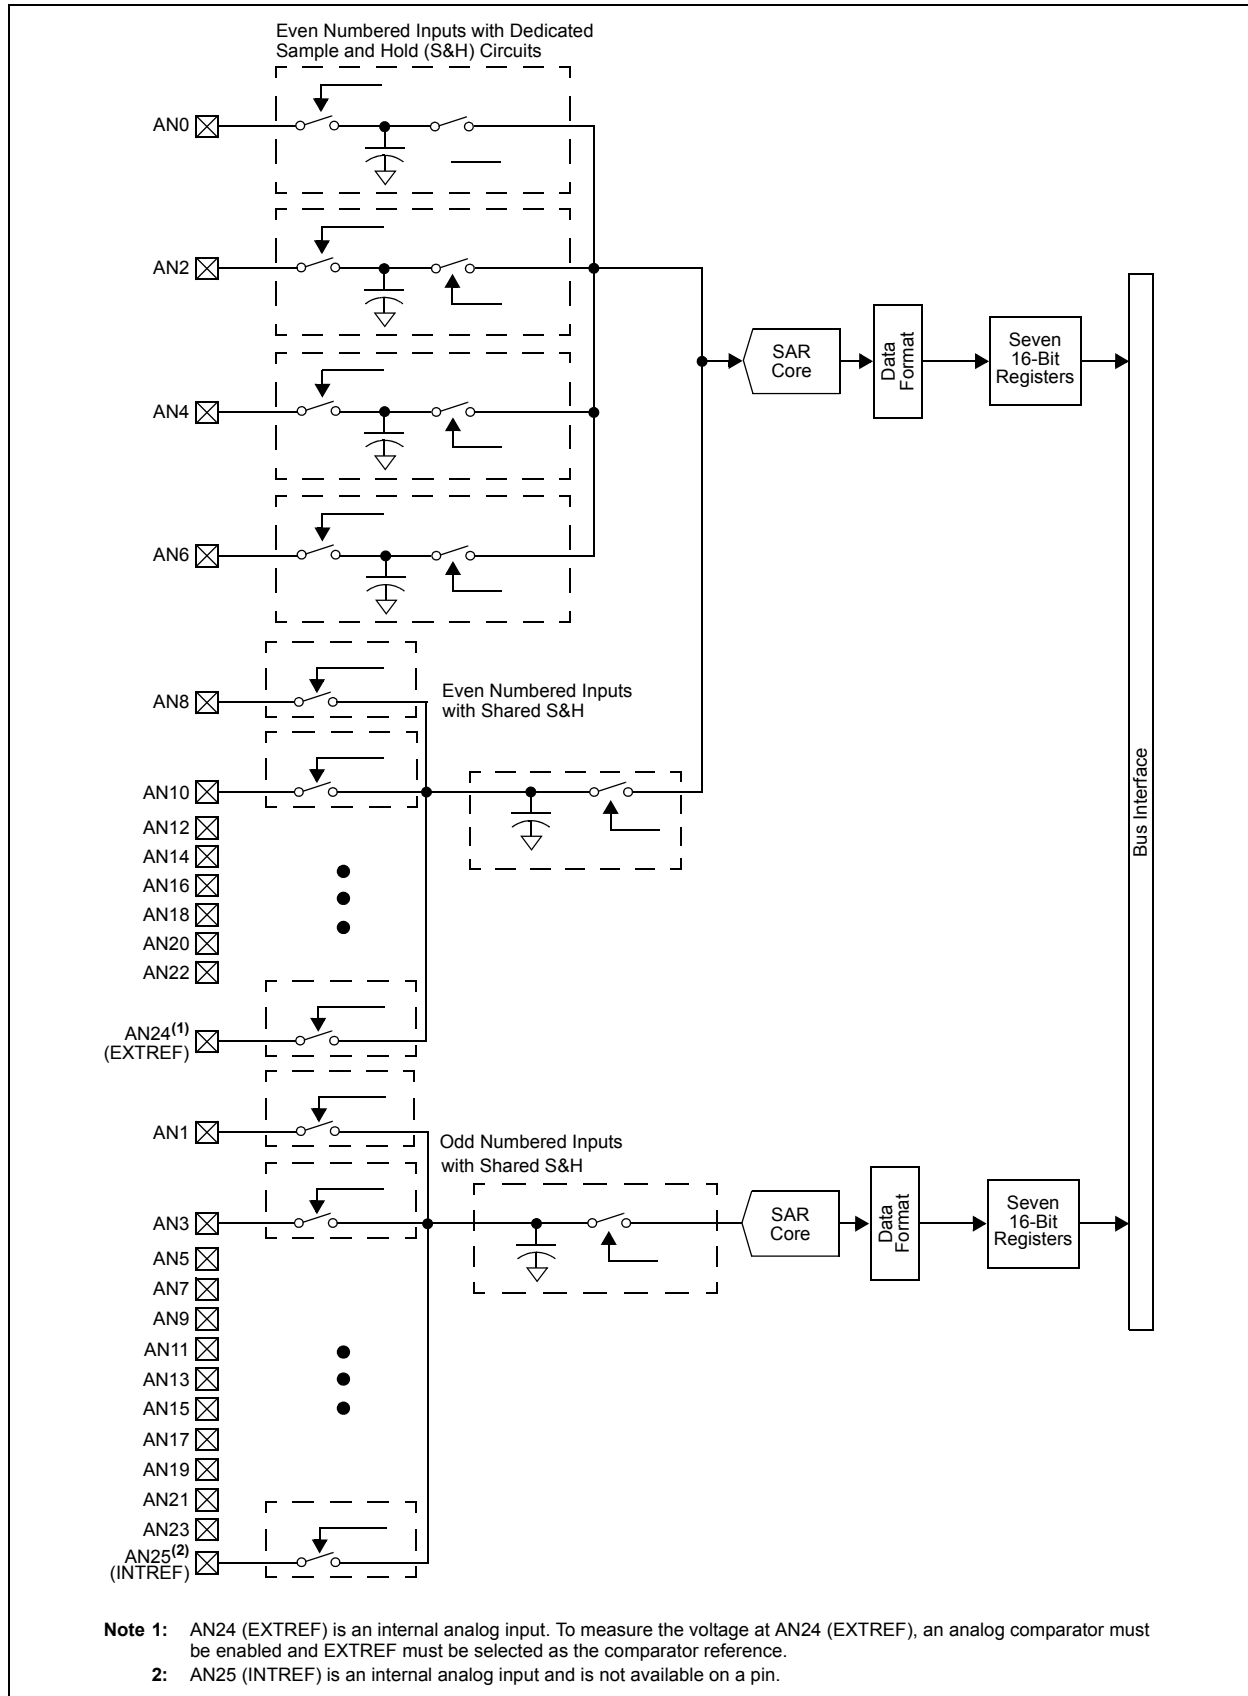 Even Numbered Inputs with Dedicated
Sample and Hold (S&H) Circuits
AN0
AN2
AN4
AN6
SAR
Core
Data
Format
Seven
16-Bit
Registers
AN8
Even Numbered Inputs
with Shared S&H
AN10
AN12
AN14
AN16
AN18
AN20
AN22
AN24(1)
(EXTREF)
Bus Interface
AN1
Odd Numbered Inputs
with Shared S&H
AN3
SAR
Core
Data
Format
Seven
16-Bit
Registers
AN5
AN7
AN9
AN11
AN13
AN15
AN17
AN19
AN21
AN23
AN25(2)
(INTREF)
Note 1: AN24 (EXTREF) is an internal analog input. To measure the voltage at AN24 (EXTREF), an analog comparator must
be enabled and EXTREF must be selected as the comparator reference.
2: AN25 (INTREF) is an internal analog input and is not available on a pin.